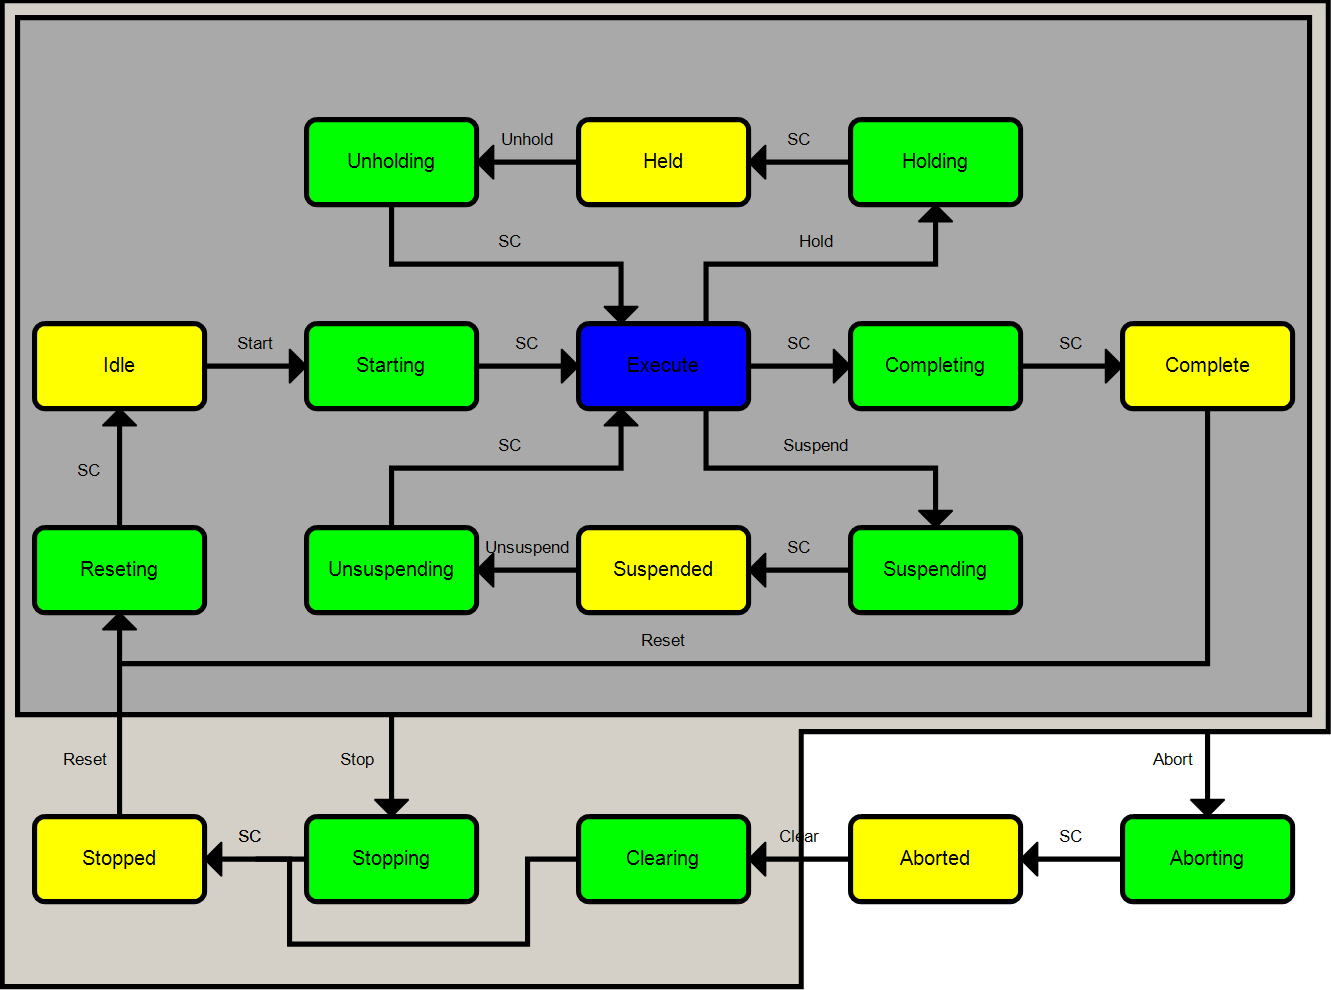 Unhold
SC
Unholding
Held
Holding
SC
Hold
Start
SC
SC
SC
Idle
Starting
Execute
Completing
Complete
SC
Suspend
SC
Unsuspend
SC
Reseting
Unsuspending
Suspended
Suspending
Reset
Reset
Stop
Abort
SC
Clear
SC
Stopped
Stopping
Clearing
Aborted
Aborting